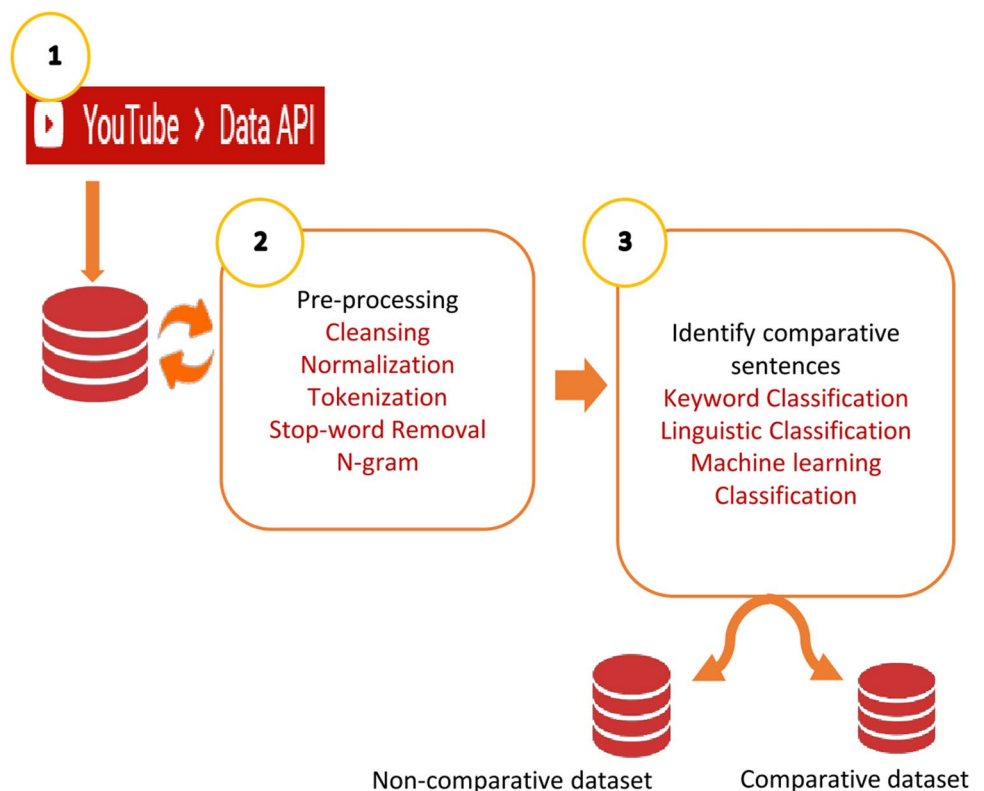 1
YouTube > Data API
2
Pre-processing
Cleansing
Normalization
Tokenization
Stop-word Removal
N-gram
3
Identify comparative
sentences
Keyword Classification
Linguistic Classification
Machine learning
Classification
Non-comparative dataset
Comparative dataset